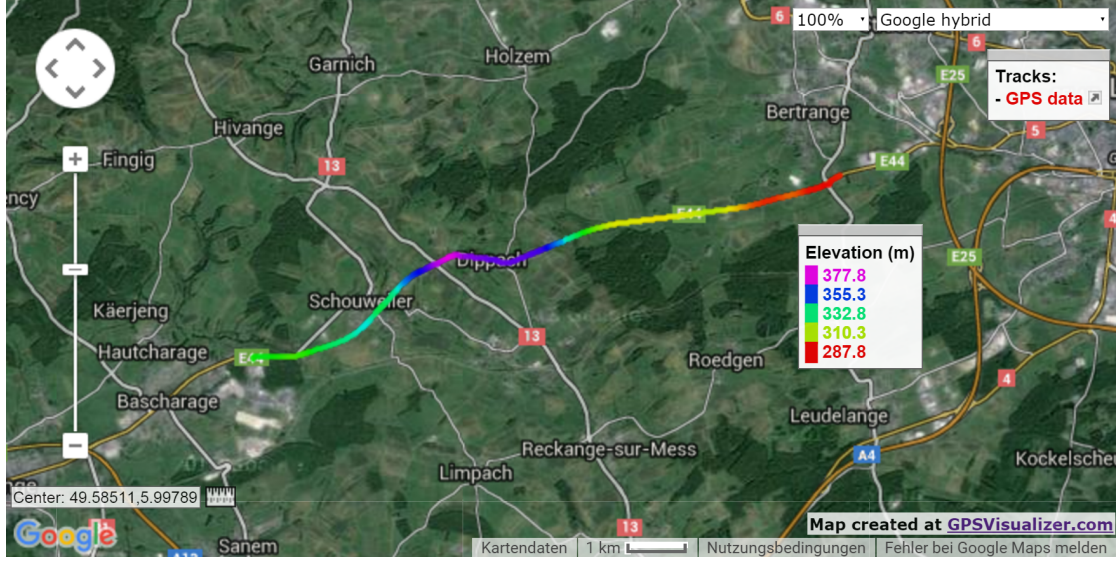 6
100%
Google hybrid
6
Garnich
Holzem
E25
Tracks:
- GPS data
Bertrange
Hivange
5
Fingig
13
E44
ency
4
E44
Dippach
E25
Elevation (m)
377.8
355.3
332.8
310.3
287.8
Schouweiler
Käerjeng
13
Hautcharage
E44
Roedgen
4
Bascharage
Leudelange
Reckange-sur-Mess
A4
Kockelscheu
Limpach
Center: 49.58511,5.99789
Google
13
Map created at GPSVisualizer.com
Sanem
A13
Kartendaten
1 km
Nutzungsbedingungen
Fehler bei Google Maps melden